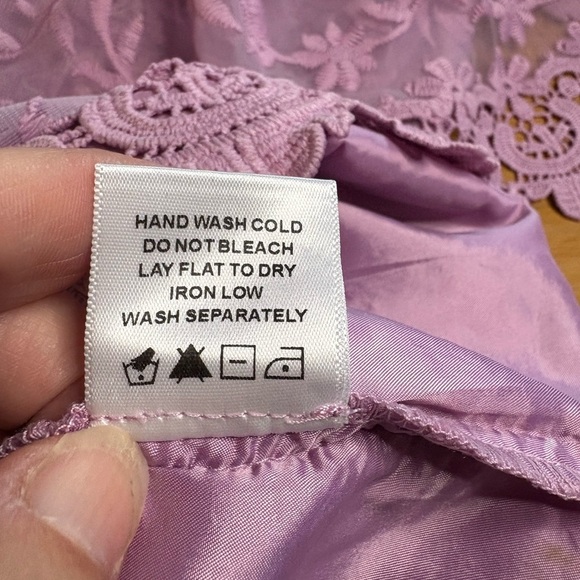 HAND WASH COLD
DO NOT BLEACH
LAY FLAT TO DRY
IRON LOW
WASH SEPARATELY